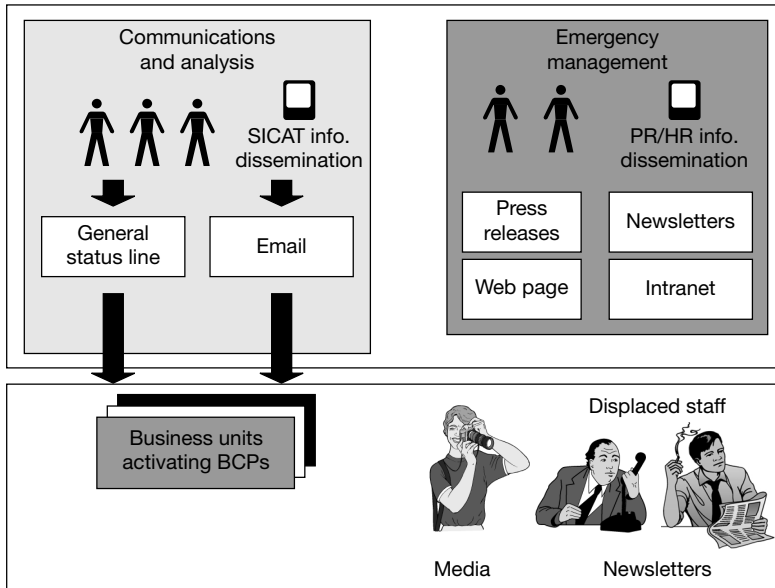 Communications
and analysis
SICAT info.
dissemination
General
status line
Email
Emergency
management
PR/HR info.
dissemination
Press
releases
Newsletters
Web page
Intranet
Business units
activating BCPs
Displaced staff
Media
Newsletters